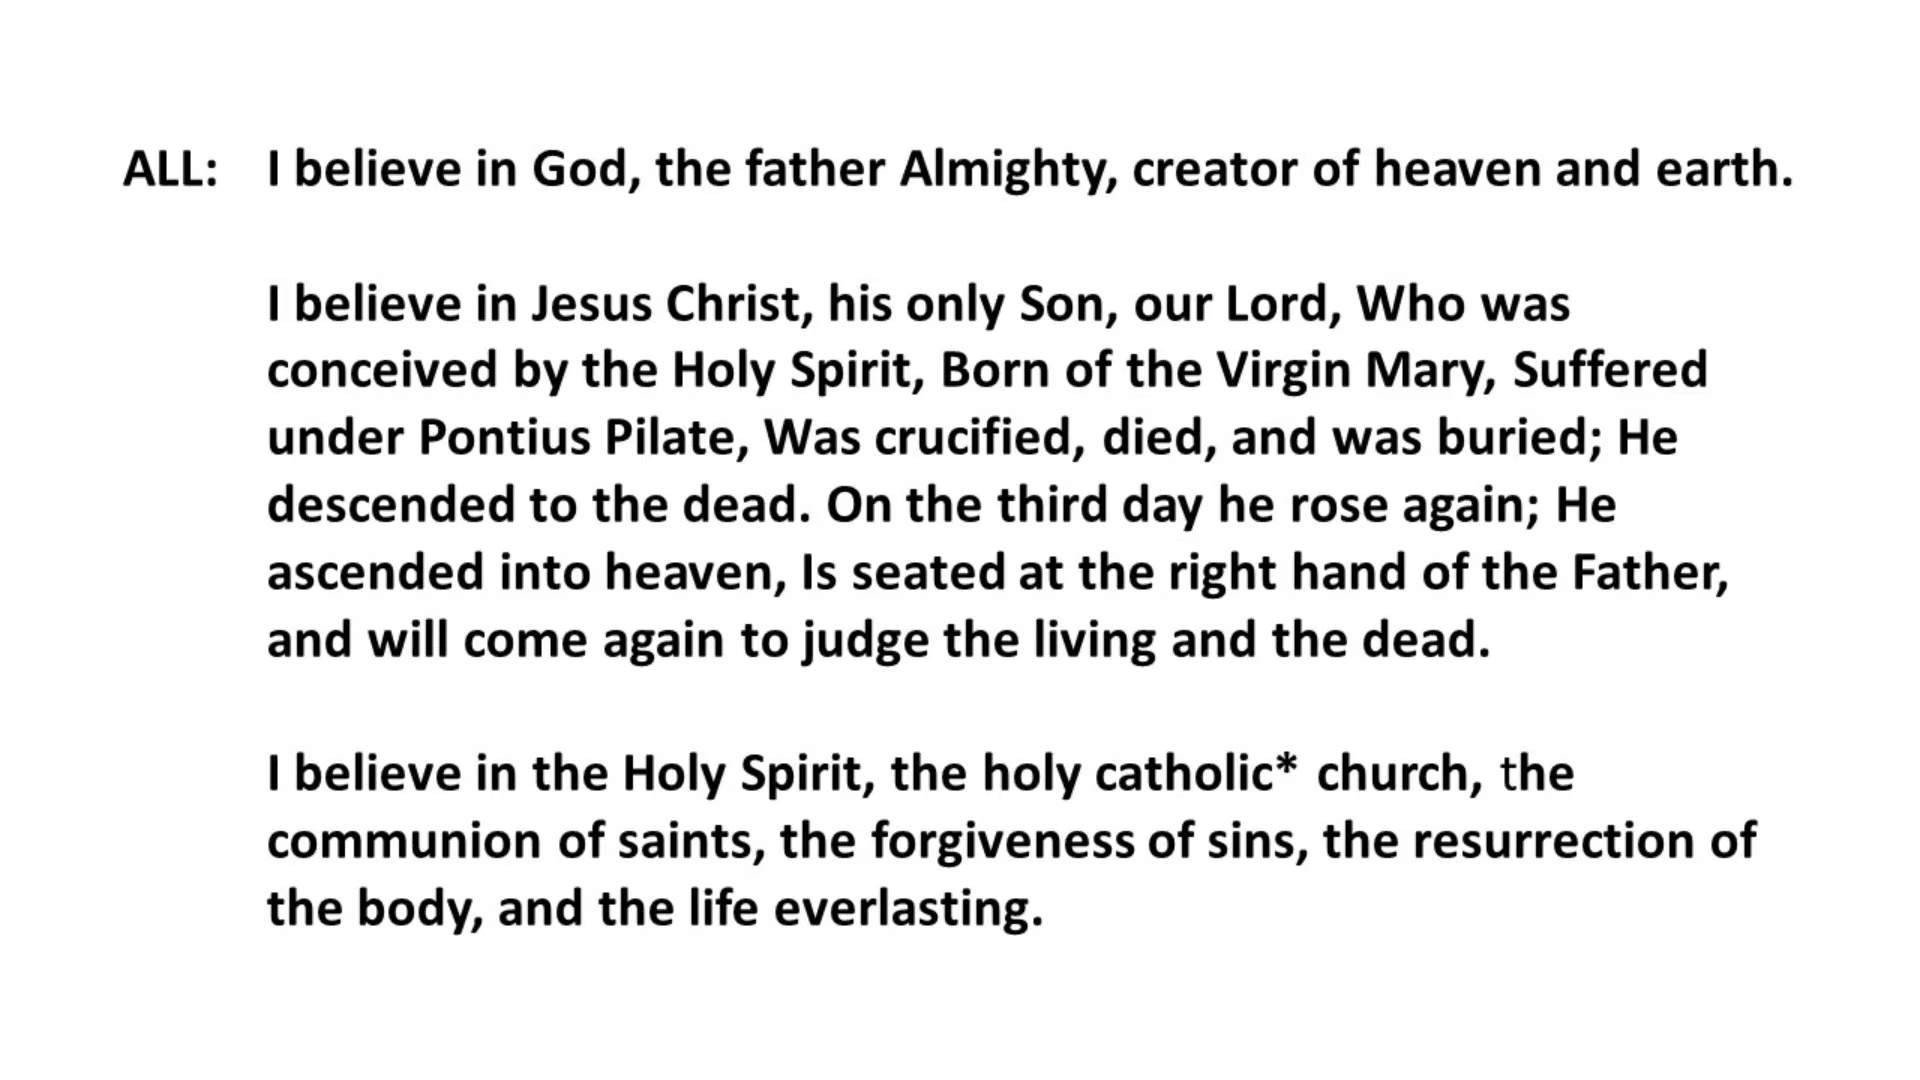 ALL: I believe in God, the father Almighty, creator of heaven and earth.
I believe in Jesus Christ, his only Son, our Lord, Who was
conceived by the Holy Spirit, Born of the Virgin Mary, Suffered
under Pontius Pilate, Was crucified, died, and was buried; He
descended to the dead. On the third day he rose again; He
ascended into heaven, Is seated at the right hand of the Father,
and will come again to judge the living and the dead.
I believe in the Holy Spirit, the holy catholic* church, the
communion of saints, the forgiveness of sins, the resurrection of
the body, and the life everlasting.